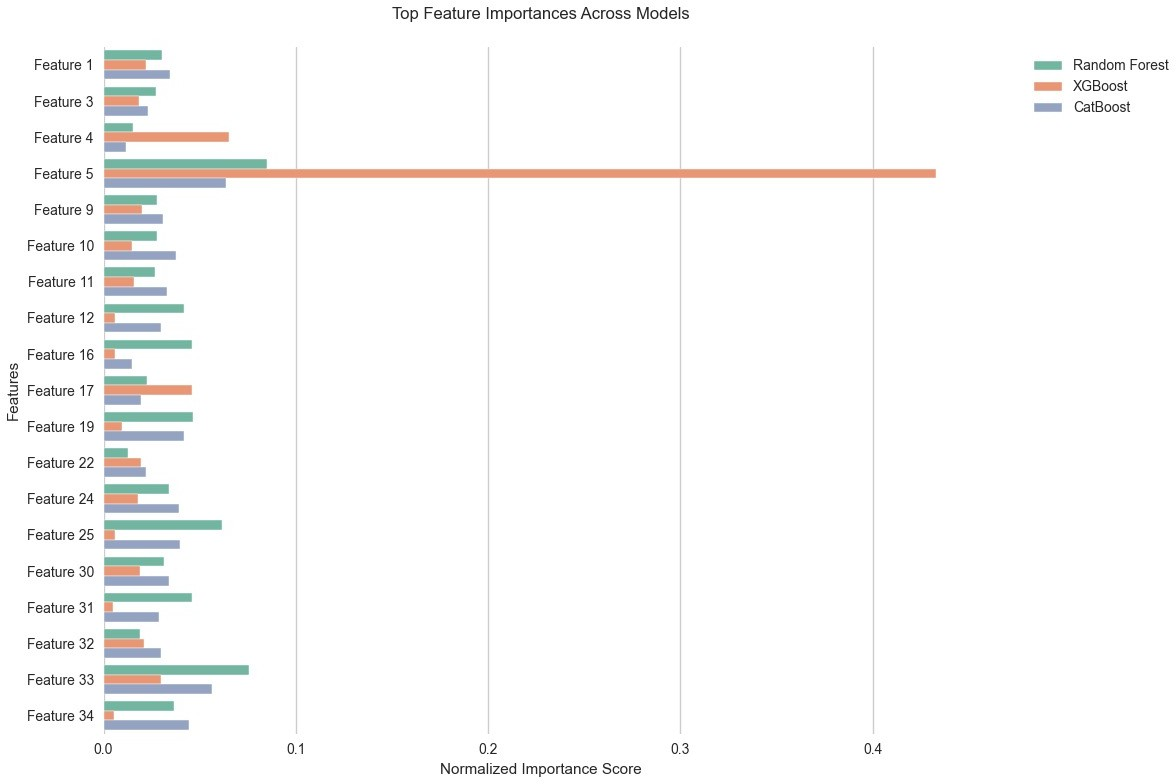 Top Feature Importances Across Models
Random Forest
XGBoost
CatBoost
Features
Feature 1
Feature 3
Feature 4
Feature 5
Feature 9
Feature 10
Feature 11
Feature 12
Feature 16
Feature 17
Feature 19
Feature 22
Feature 24
Feature 25
Feature 30
Feature 31
Feature 32
Feature 33
Feature 34
0.0 0.1 0.2 0.3 0.4
Normalized Importance Score